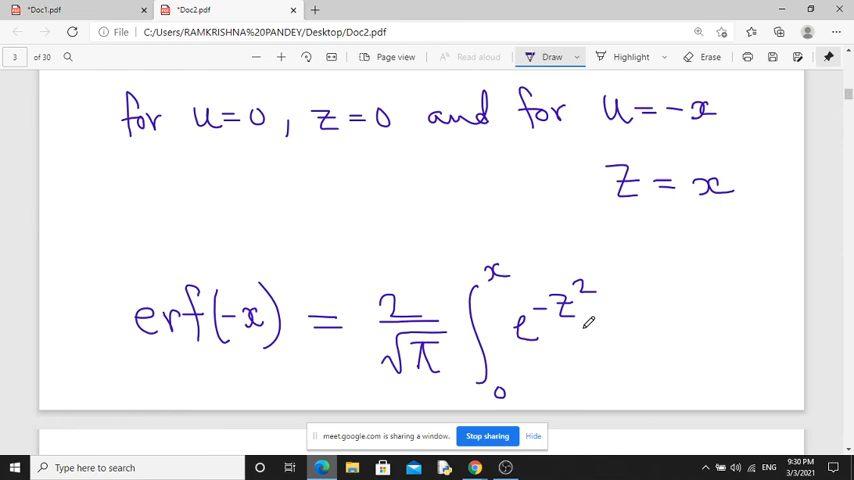 *Doc1.pdf
*Doc2.pdf
File
C:/Users/RAMKRISHNA%20PANDEY/Desktop/Doc2.pdf
3 of 30
Page view
Read aloud
Draw
Highlight
Erase
for u=0, z=0 and for u=-x
z = x
erf(-x) = 2/√π ∫₀ˣ e^-z²
meet.google.com is sharing a window.
Stop sharing
Hide
Type here to search
ENG
9:30 PM
3/3/2021